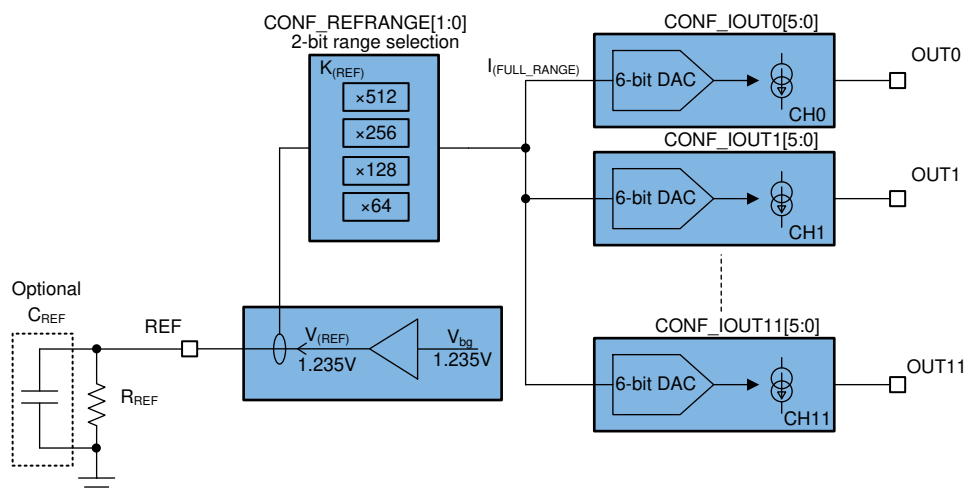 CONF_REFRANGE[1:0]
2-bit range selection
K(REF)
×512
×256
×128
×64
I(FULL_RANGE)
CONF_IOUT0[5:0]
6-bit DAC
CH0
OUT0
CONF_IOUT1[5:0]
6-bit DAC
CH1
OUT1
CONF_IOUT11[5:0]
6-bit DAC
CH11
OUT11
Optional
CREF
RREF
REF
V(REF)
1.235V
Vbg
1.235V